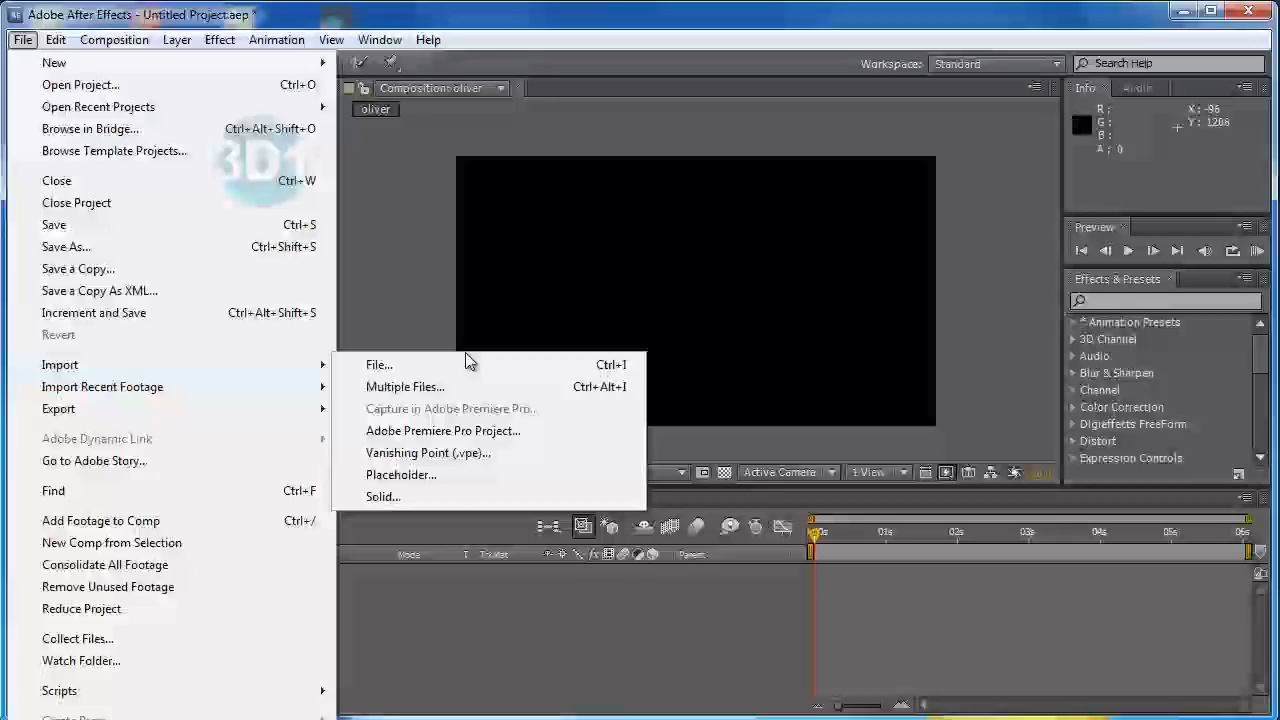 Adobe After Effects - Untitled Project.aep *
File Edit Composition Layer Effect Animation View Window Help
New
Open Project... Ctrl+O
Open Recent Projects
Browse in Bridge... Ctrl+Alt+Shift+O
Browse Template Projects...
Close Ctrl+W
Close Project
Save Ctrl+S
Save As... Ctrl+Shift+S
Save a Copy...
Save a Copy As XML...
Increment and Save Ctrl+Alt+Shift+S
Revert
Import
Import Recent Footage
Export
Adobe Dynamic Link
Go to Adobe Story...
Find Ctrl+F
Add Footage to Comp Ctrl+/
New Comp from Selection
Consolidate All Footage
Remove Unused Footage
Reduce Project
Collect Files...
Watch Folder...
Scripts
File... Ctrl+I
Multiple Files... Ctrl+Alt+I
Capture in Adobe Premiere Pro...
Adobe Premiere Pro Project...
Vanishing Point (.vpe)...
Placeholder...
Solid...
Workspace: Standard
Search Help
Composition: oliver
oliver
Info Audio
R :
G :
B :
A : 0
X : -96
Y : 1206
Preview
Effects & Presets
* Animation Presets
3D Channel
Audio
Blur & Sharpen
Channel
Color Correction
Digieffects FreeForm
Distort
Expression Controls
Active Camera 1 View
01s 02s 03s 04s 05s 06s
Mode T TrkMat fx Parent